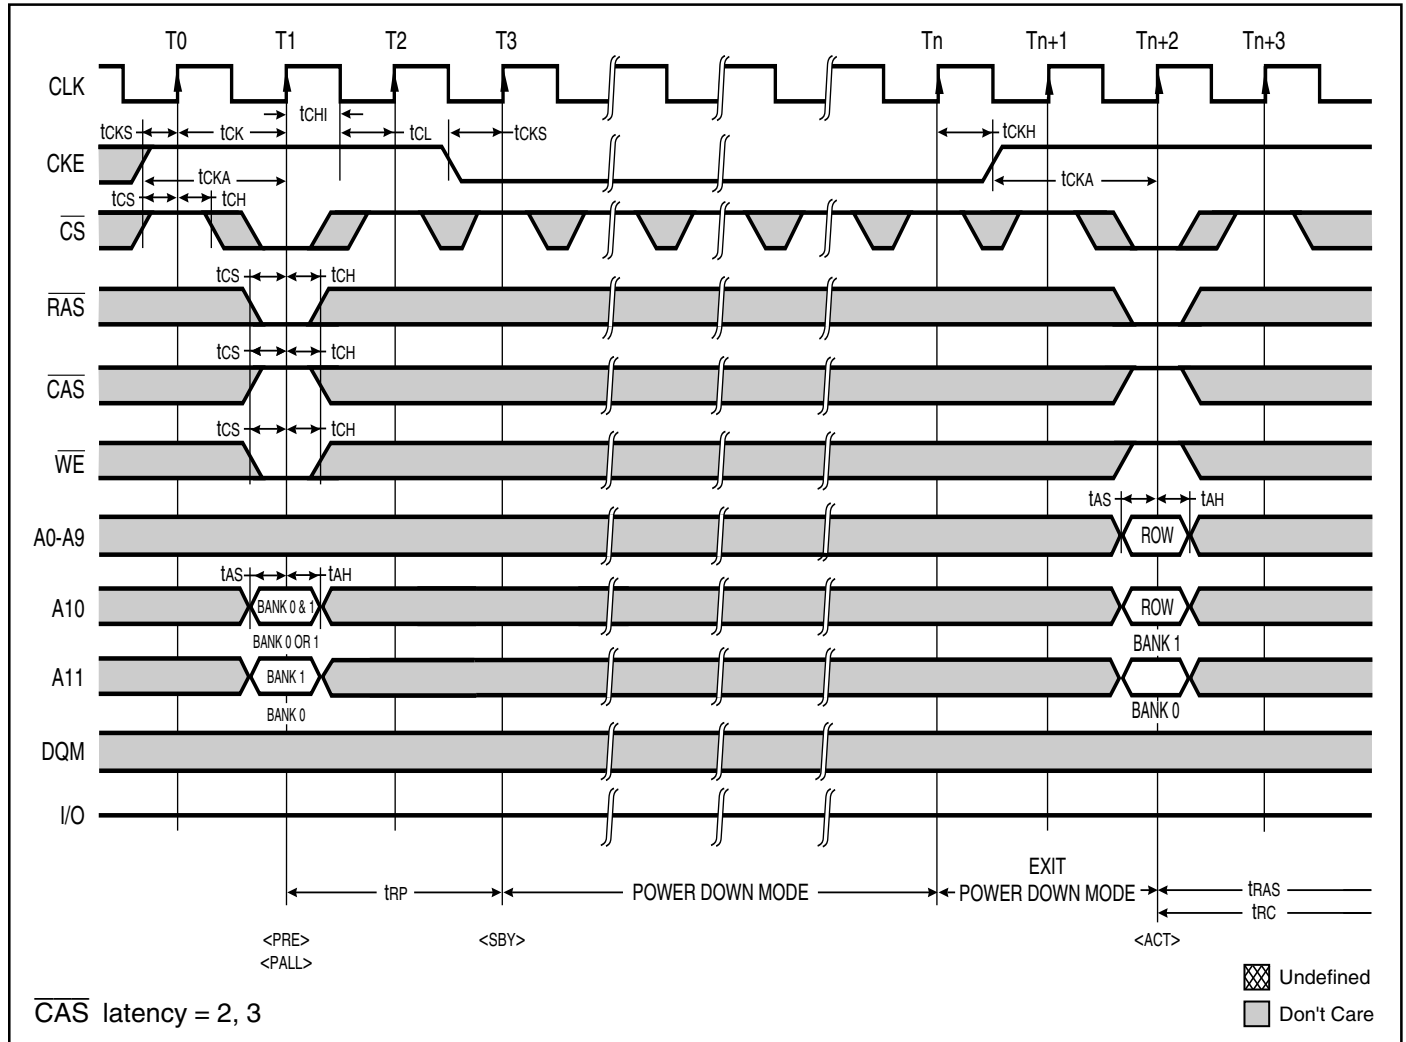 T0 T1 T2 T3 Tn Tn+1 Tn+2 Tn+3
CLK
tCHI
tCKS tCK tCL tCKS tCKH
CKE
tCKA tCKA
tCS tCH
CS
tCS tCH
RAS
tCS tCH
CAS
tCS tCH
WE
tAS tAH
A0-A9 ROW
tAS tAH
A10 BANK 0 & 1 ROW
BANK 0 OR 1 BANK 1
A11 BANK 1
BANK 0 BANK 0
DQM
I/O
EXIT
tRP POWER DOWN MODE POWER DOWN MODE tRAS
tRC
<PRE> <SBY> <ACT>
<PALL>
Undefined
CAS latency = 2, 3
Don't Care